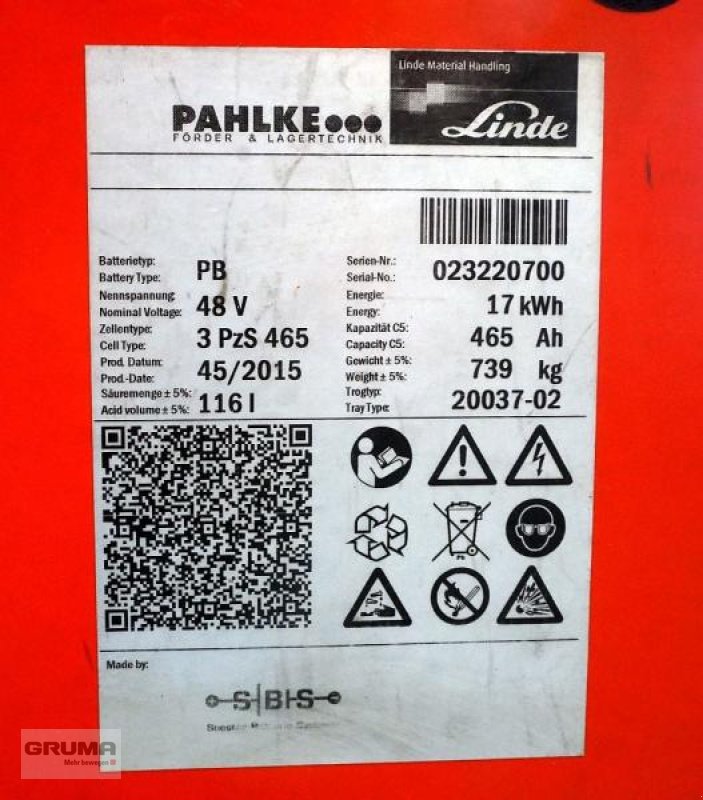 Linde Material Handling
PAHLKE
FÖRDER & LAGERTECHNIK
Linde
Batterietyp:
Battery Type: PB
Serien-Nr.:
Serial-No.: 023220700
Nennspannung:
Nominal Voltage: 48 V
Energie:
Energy: 17 kWh
Zellentype:
Cell Type: 3 PzS 465
Kapazität C5:
Capacity C5: 465 Ah
Prod. Datum:
Prod.-Date: 45/2015
Gewicht ± 5%:
Weight ± 5%: 739 kg
Säuremenge ± 5%:
Acid volume ± 5%: 116 l
Trogtyp:
Tray Type: 20037-02
Pb
Made by:
S BS
GRUMA
Mehr bewegen